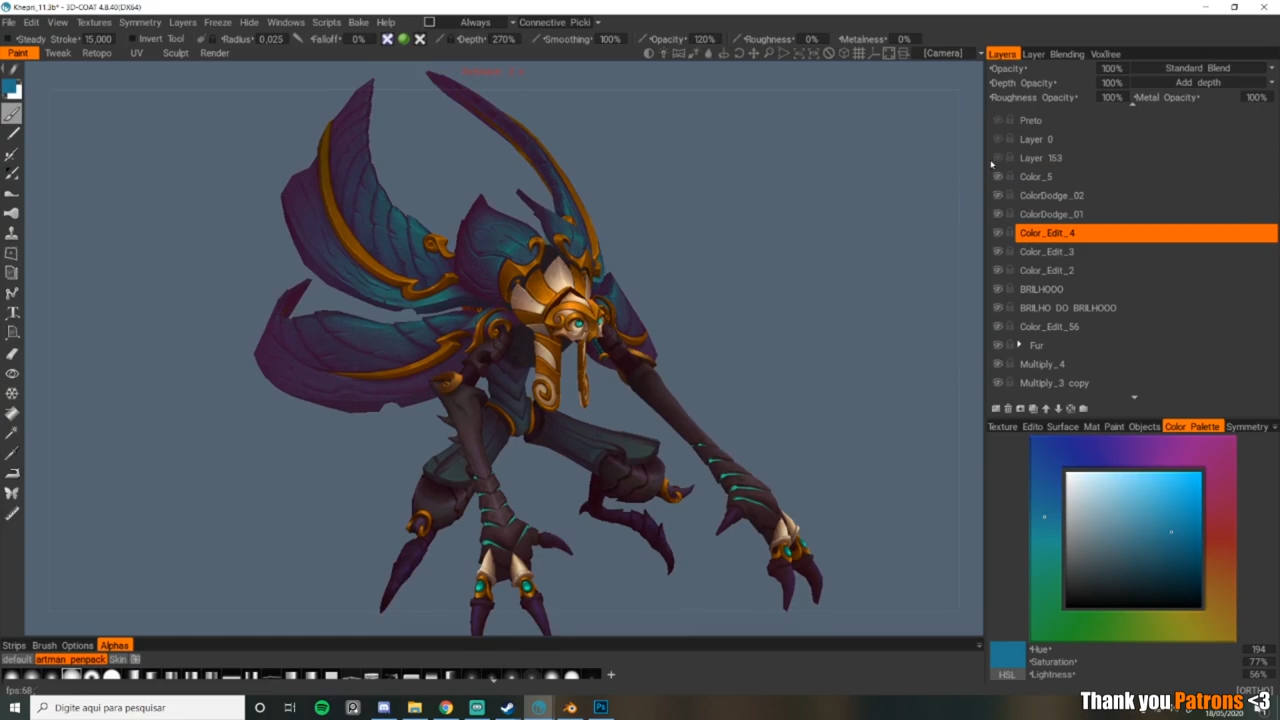 Khepri_11.3b* - 3D-COAT 4.8.40(DX64)
File Edit View Textures Symmetry Layers Freeze Hide Windows Scripts Bake Help Always Connective Picki
Steady Stroke 15,000 Invert Tool Radius 0,025 Falloff 0% Depth 270% Smoothing 100% Opacity 120% Roughness 0% Metalness 0%
Paint Tweak Retopo UV Sculpt Render [Camera] Layers Layer Blending VoxTree
Opacity 100% Standard Blend
Depth Opacity 100% Add depth
Roughness Opacity 100% Metal Opacity 100%
Preto
Layer 0
Layer 153
Color_5
ColorDodge_02
ColorDodge_01
Color_Edit_4
Color_Edit_3
Color_Edit_2
BRILHOOO
BRILHO DO BRILHOOO
Color_Edit_56
Fur
Multiply_4
Multiply_3 copy
Texture Edito Surface Mat Paint Objects Color Palette Symmetry
Hue 194
Saturation 77%
HSL Lightness 56%
Strips Brush Options Alphas
default artman_penpack Skin
fps:68
[ORTHO]
Digite aqui para pesquisar
Thank you Patrons <3
18/05/2020